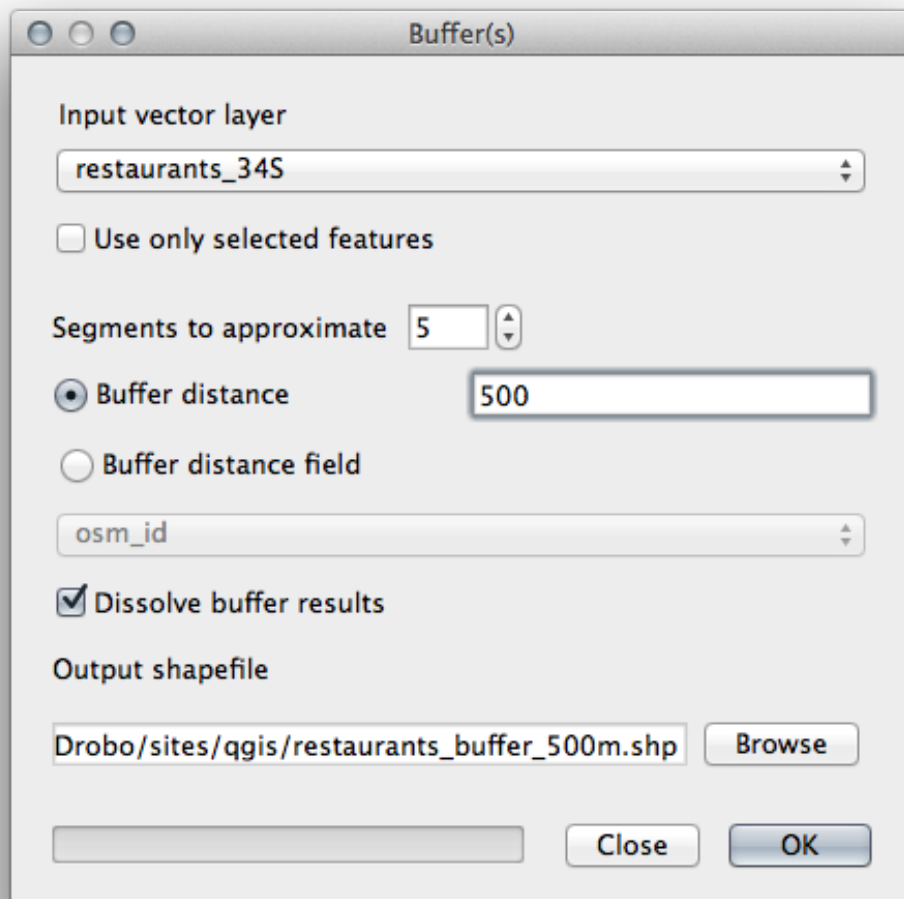 Buffer(s)
Input vector layer
restaurants_34S
Use only selected features
Segments to approximate 5
Buffer distance 500
Buffer distance field
osm_id
Dissolve buffer results
Output shapefile
Drobo/sites/qgis/restaurants_buffer_500m.shp Browse
Close OK